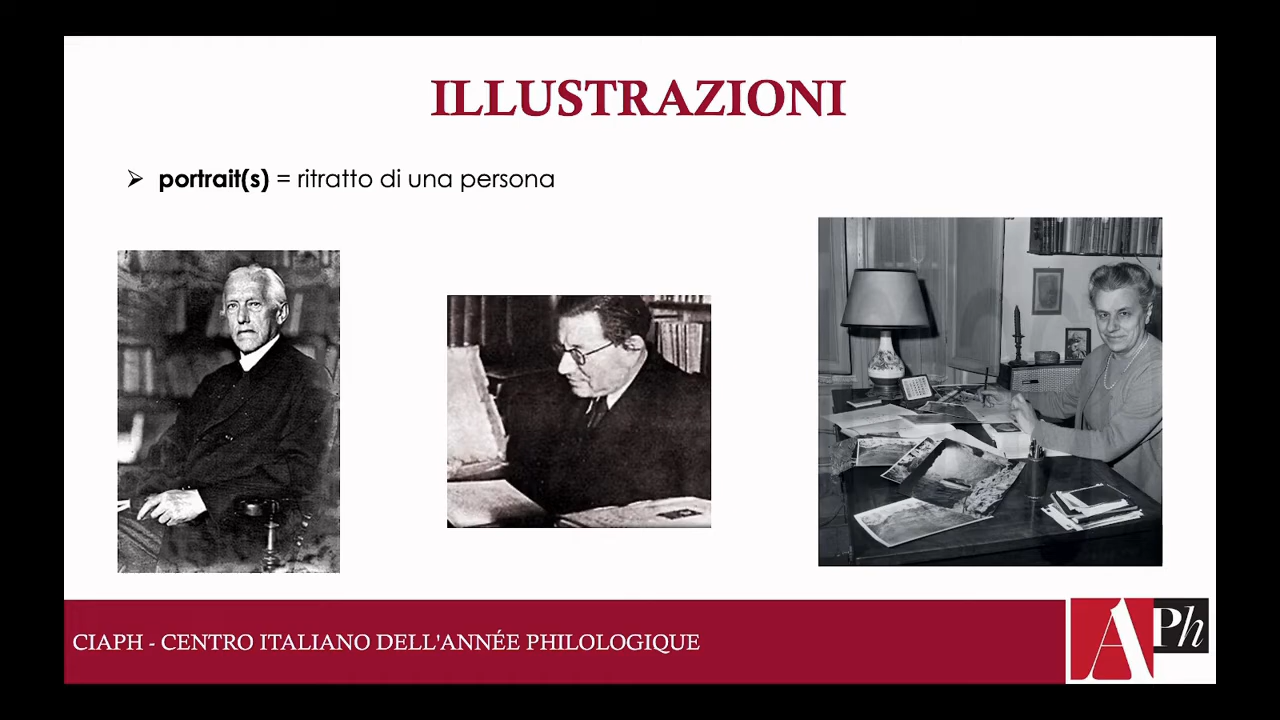 ILLUSTRAZIONI
➢ portrait(s) = ritratto di una persona
CIAPH - CENTRO ITALIANO DELL'ANNÉE PHILOLOGIQUE
APh